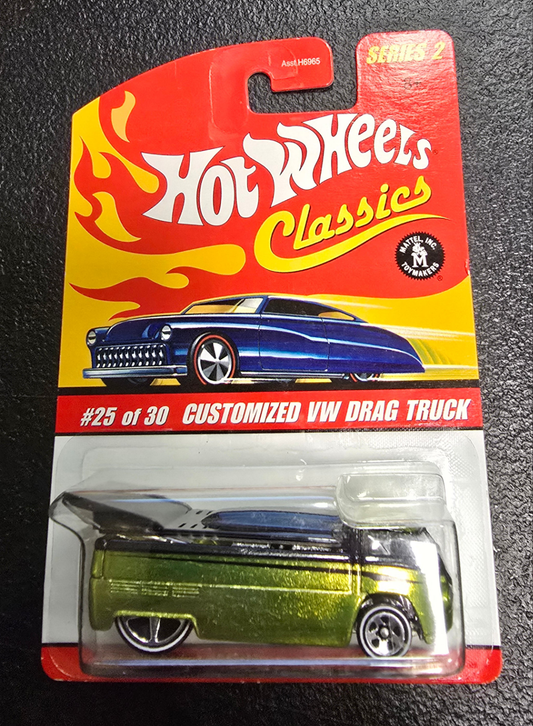 Asst.H6965
SERIES 2
Hot Wheels
Classics
MATTEL, INC.
M
TOYMAKERS
®
#25 of 30 CUSTOMIZED VW DRAG TRUCK